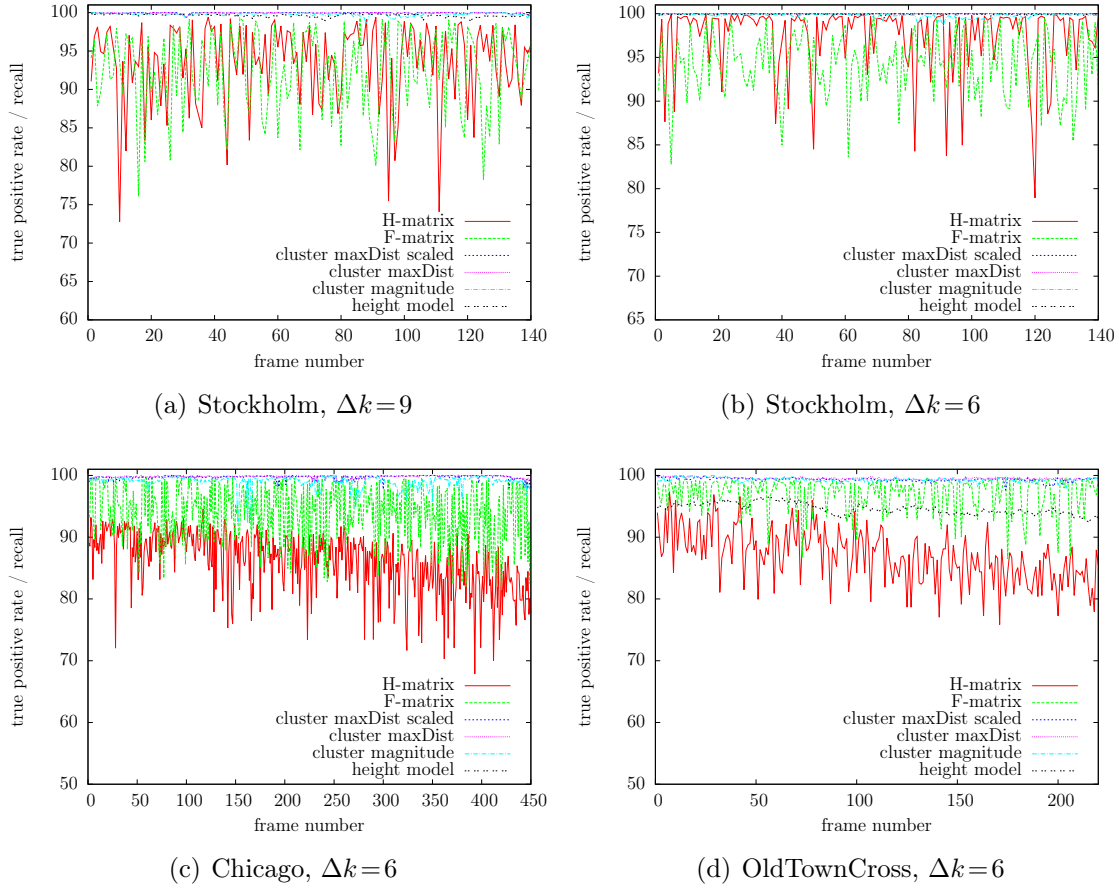 100
95
90
85
80
75
70
65
60
true positive rate / recall
H-matrix
F-matrix
cluster maxDist scaled
cluster maxDist
cluster magnitude
height model
0 20 40 60 80 100 120 140
frame number
(a) Stockholm, Δk=9
100
95
90
85
80
75
70
65
true positive rate / recall
H-matrix
F-matrix
cluster maxDist scaled
cluster maxDist
cluster magnitude
height model
0 20 40 60 80 100 120 140
frame number
(b) Stockholm, Δk=6
100
90
80
70
60
50
true positive rate / recall
H-matrix
F-matrix
cluster maxDist scaled
cluster maxDist
cluster magnitude
height model
0 50 100 150 200 250 300 350 400 450
frame number
(c) Chicago, Δk=6
100
90
80
70
60
50
true positive rate / recall
H-matrix
F-matrix
cluster maxDist scaled
cluster maxDist
cluster magnitude
height model
0 50 100 150 200
frame number
(d) OldTownCross, Δk=6